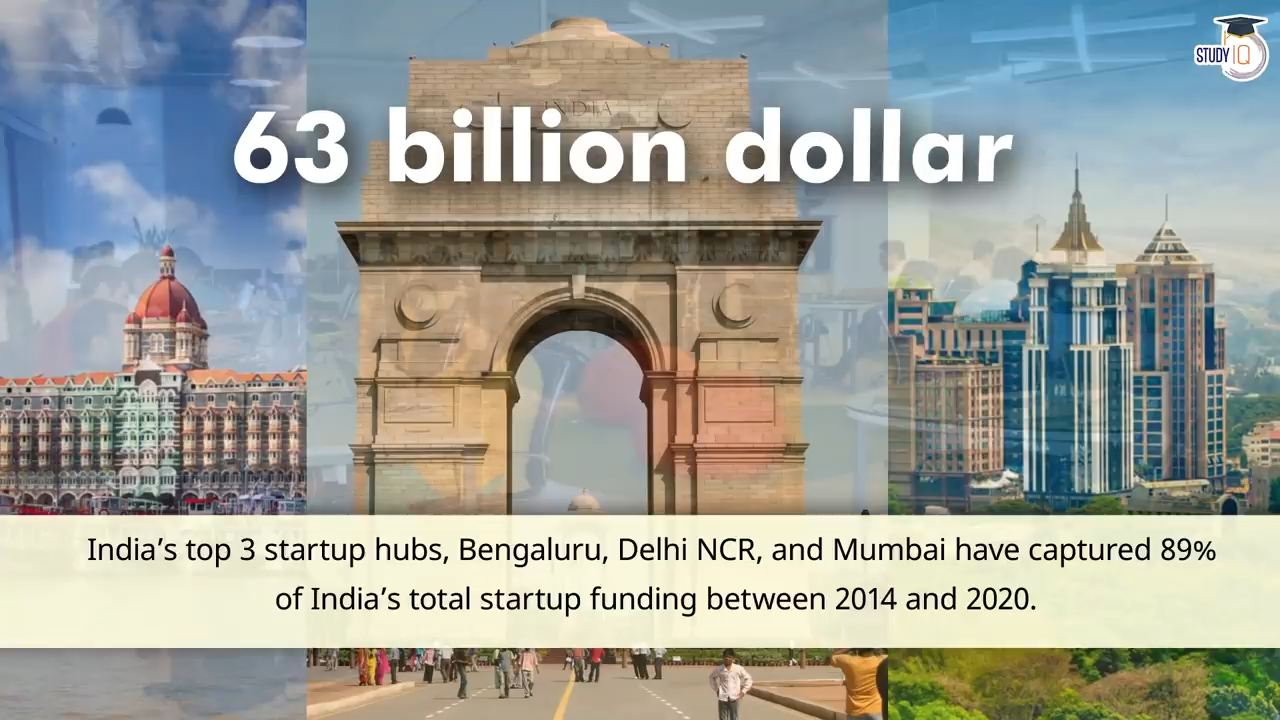 STUDY IQ
INDIA
63 billion dollar
India's top 3 startup hubs, Bengaluru, Delhi NCR, and Mumbai have captured 89%
of India's total startup funding between 2014 and 2020.